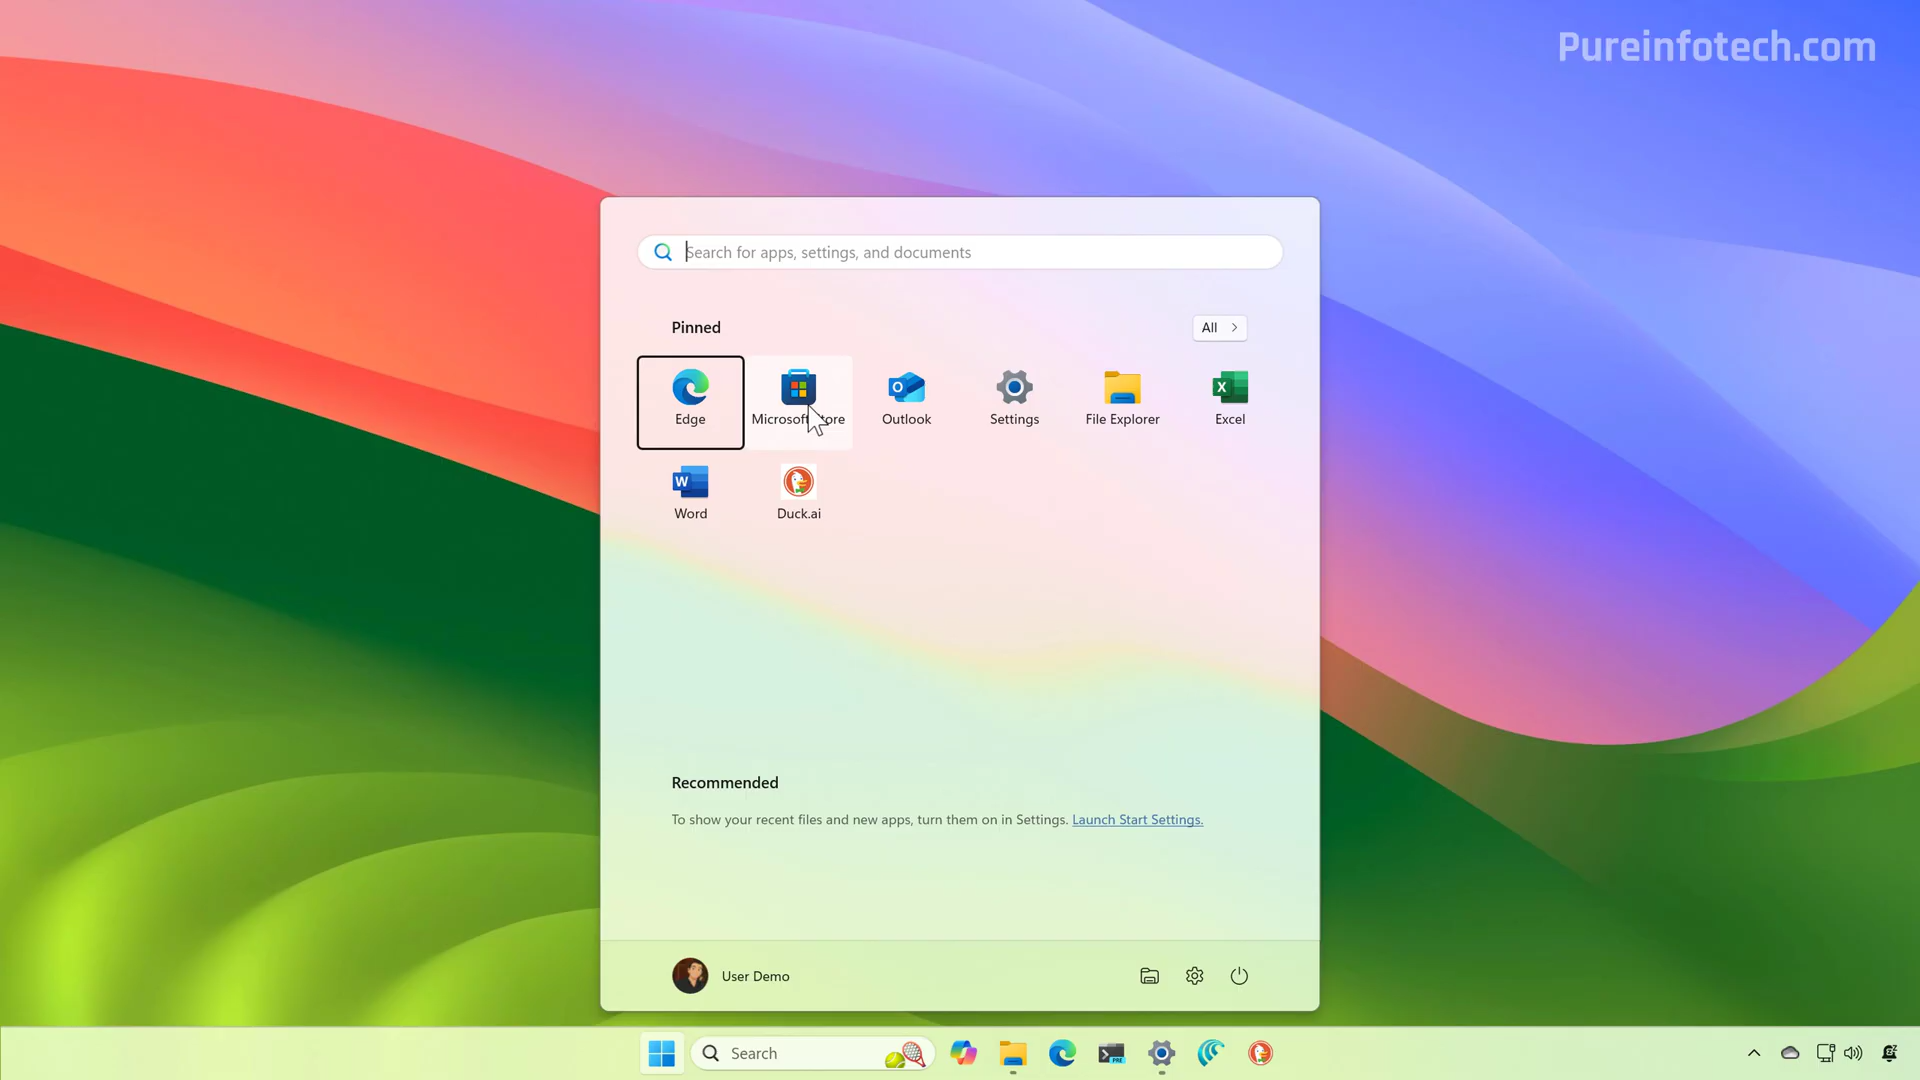 Pureinfotech.com
Search for apps, settings, and documents
Pinned
All
Edge
Microsoft Store
Outlook
Settings
File Explorer
Excel
Word
Duck.ai
Recommended
To show your recent files and new apps, turn them on in Settings. Launch Start Settings.
User Demo
Search
PRE